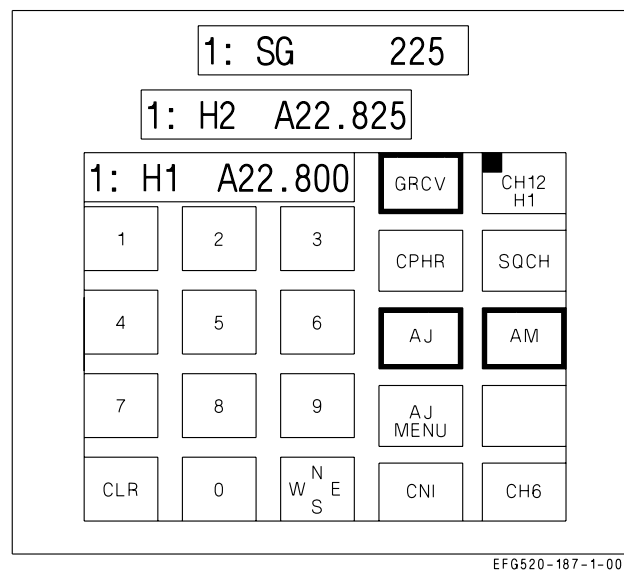 1: SG 225
1: H2 A22.825
1: H1 A22.800
GRCV
CH12
H1
1 2 3
CPHR SQCH
4 5 6
AJ AM
7 8 9
AJ
MENU
CLR 0
N
W E
S
CNI CH6
EFG520-187-1-00